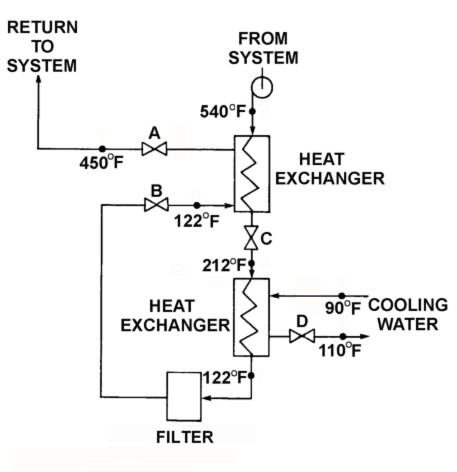 RETURN
TO
SYSTEM
FROM
SYSTEM
540°F
A
450°F
HEAT
EXCHANGER
B
122°F
C
212°F
HEAT
EXCHANGER
90°F
COOLING
WATER
D
110°F
122°F
FILTER